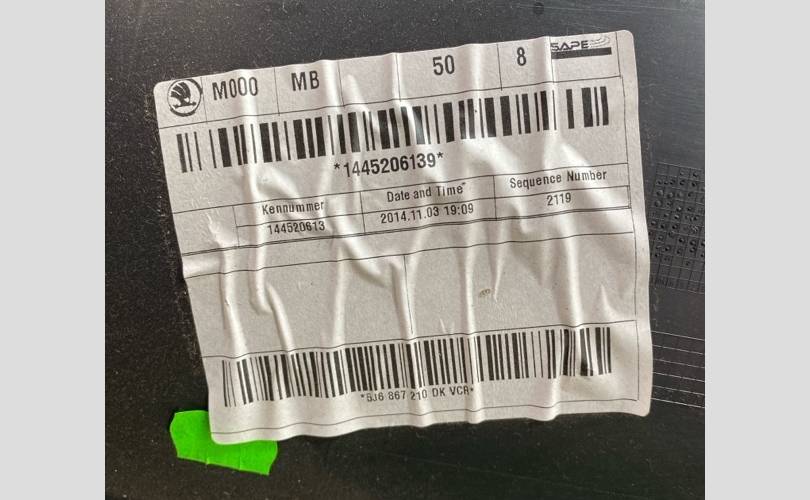 M000 MB 50 8 SAPE
*1445206139*
Kennummer Date and Time Sequence Number
144520613 2014.11.03 19:09 2119
*6J6 867 210 DK VCR*